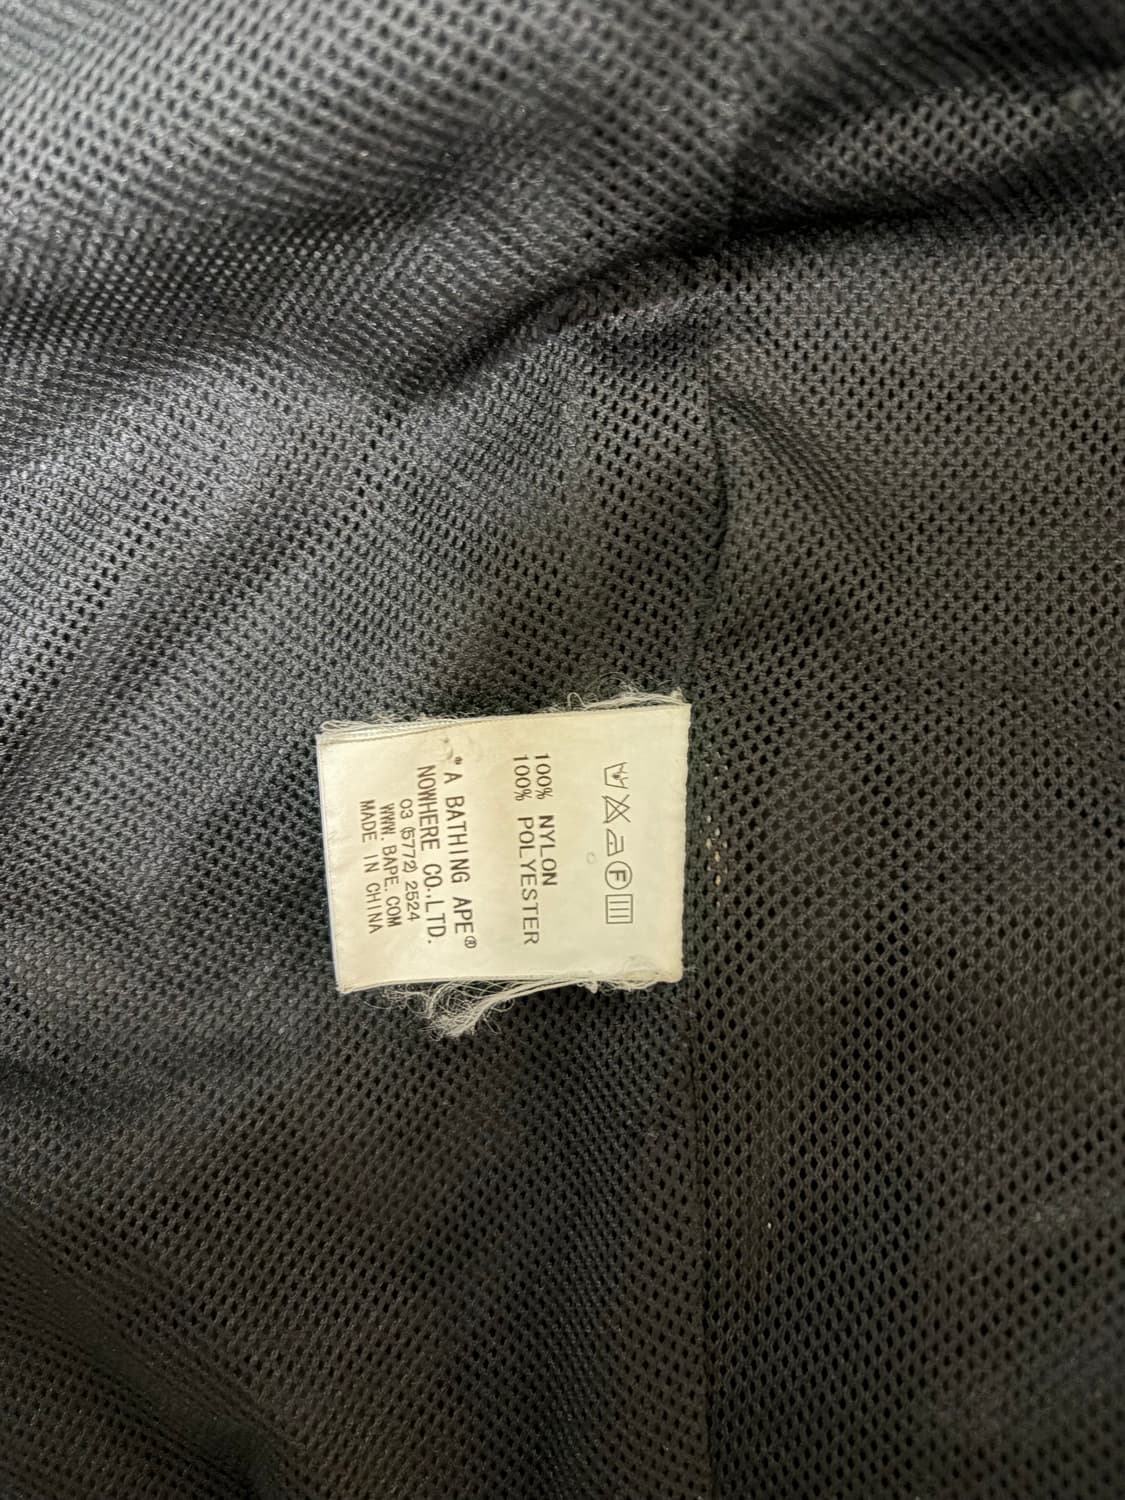 F
100% NYLON
100% POLYESTER
* A BATHING APE®
NOWHERE CO.,LTD.
03 (5772) 2524
WWW.BAPE.COM
MADE IN CHINA